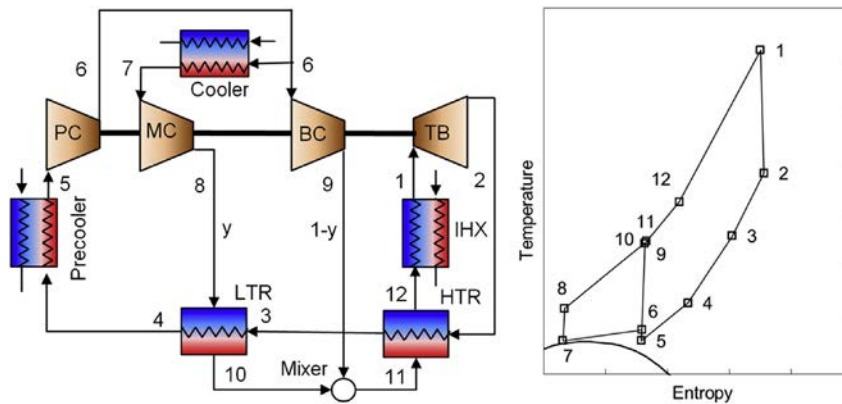 6
7
6
Cooler
PC
MC
BC
TB
5
8
9
1
2
Precooler
y
1-y
IHX
12
HTR
LTR
4
3
10
Mixer
11
Temperature
1
2
12
3
11
10
9
8
4
6
5
7
Entropy